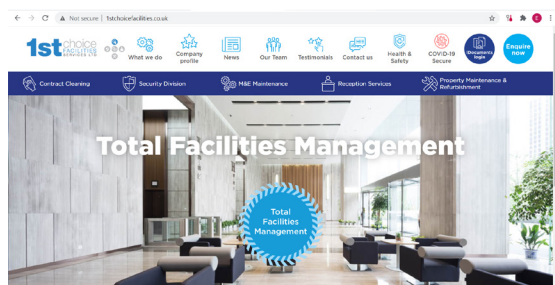 Not secure | 1stchoicefacilities.co.uk
1st choice
FACILITIES
SERVICES LTD
What we do
Company
profile
News
Our Team
Testimonials
Contact us
Health &
Safety
COVID-19
Secure
iDocuments
login
Enquire
now
Contract Cleaning
Security Division
M&E Maintenance
Reception Services
Property Maintenance &
Refurbishment
Total Facilities Management
Total
Facilities
Management